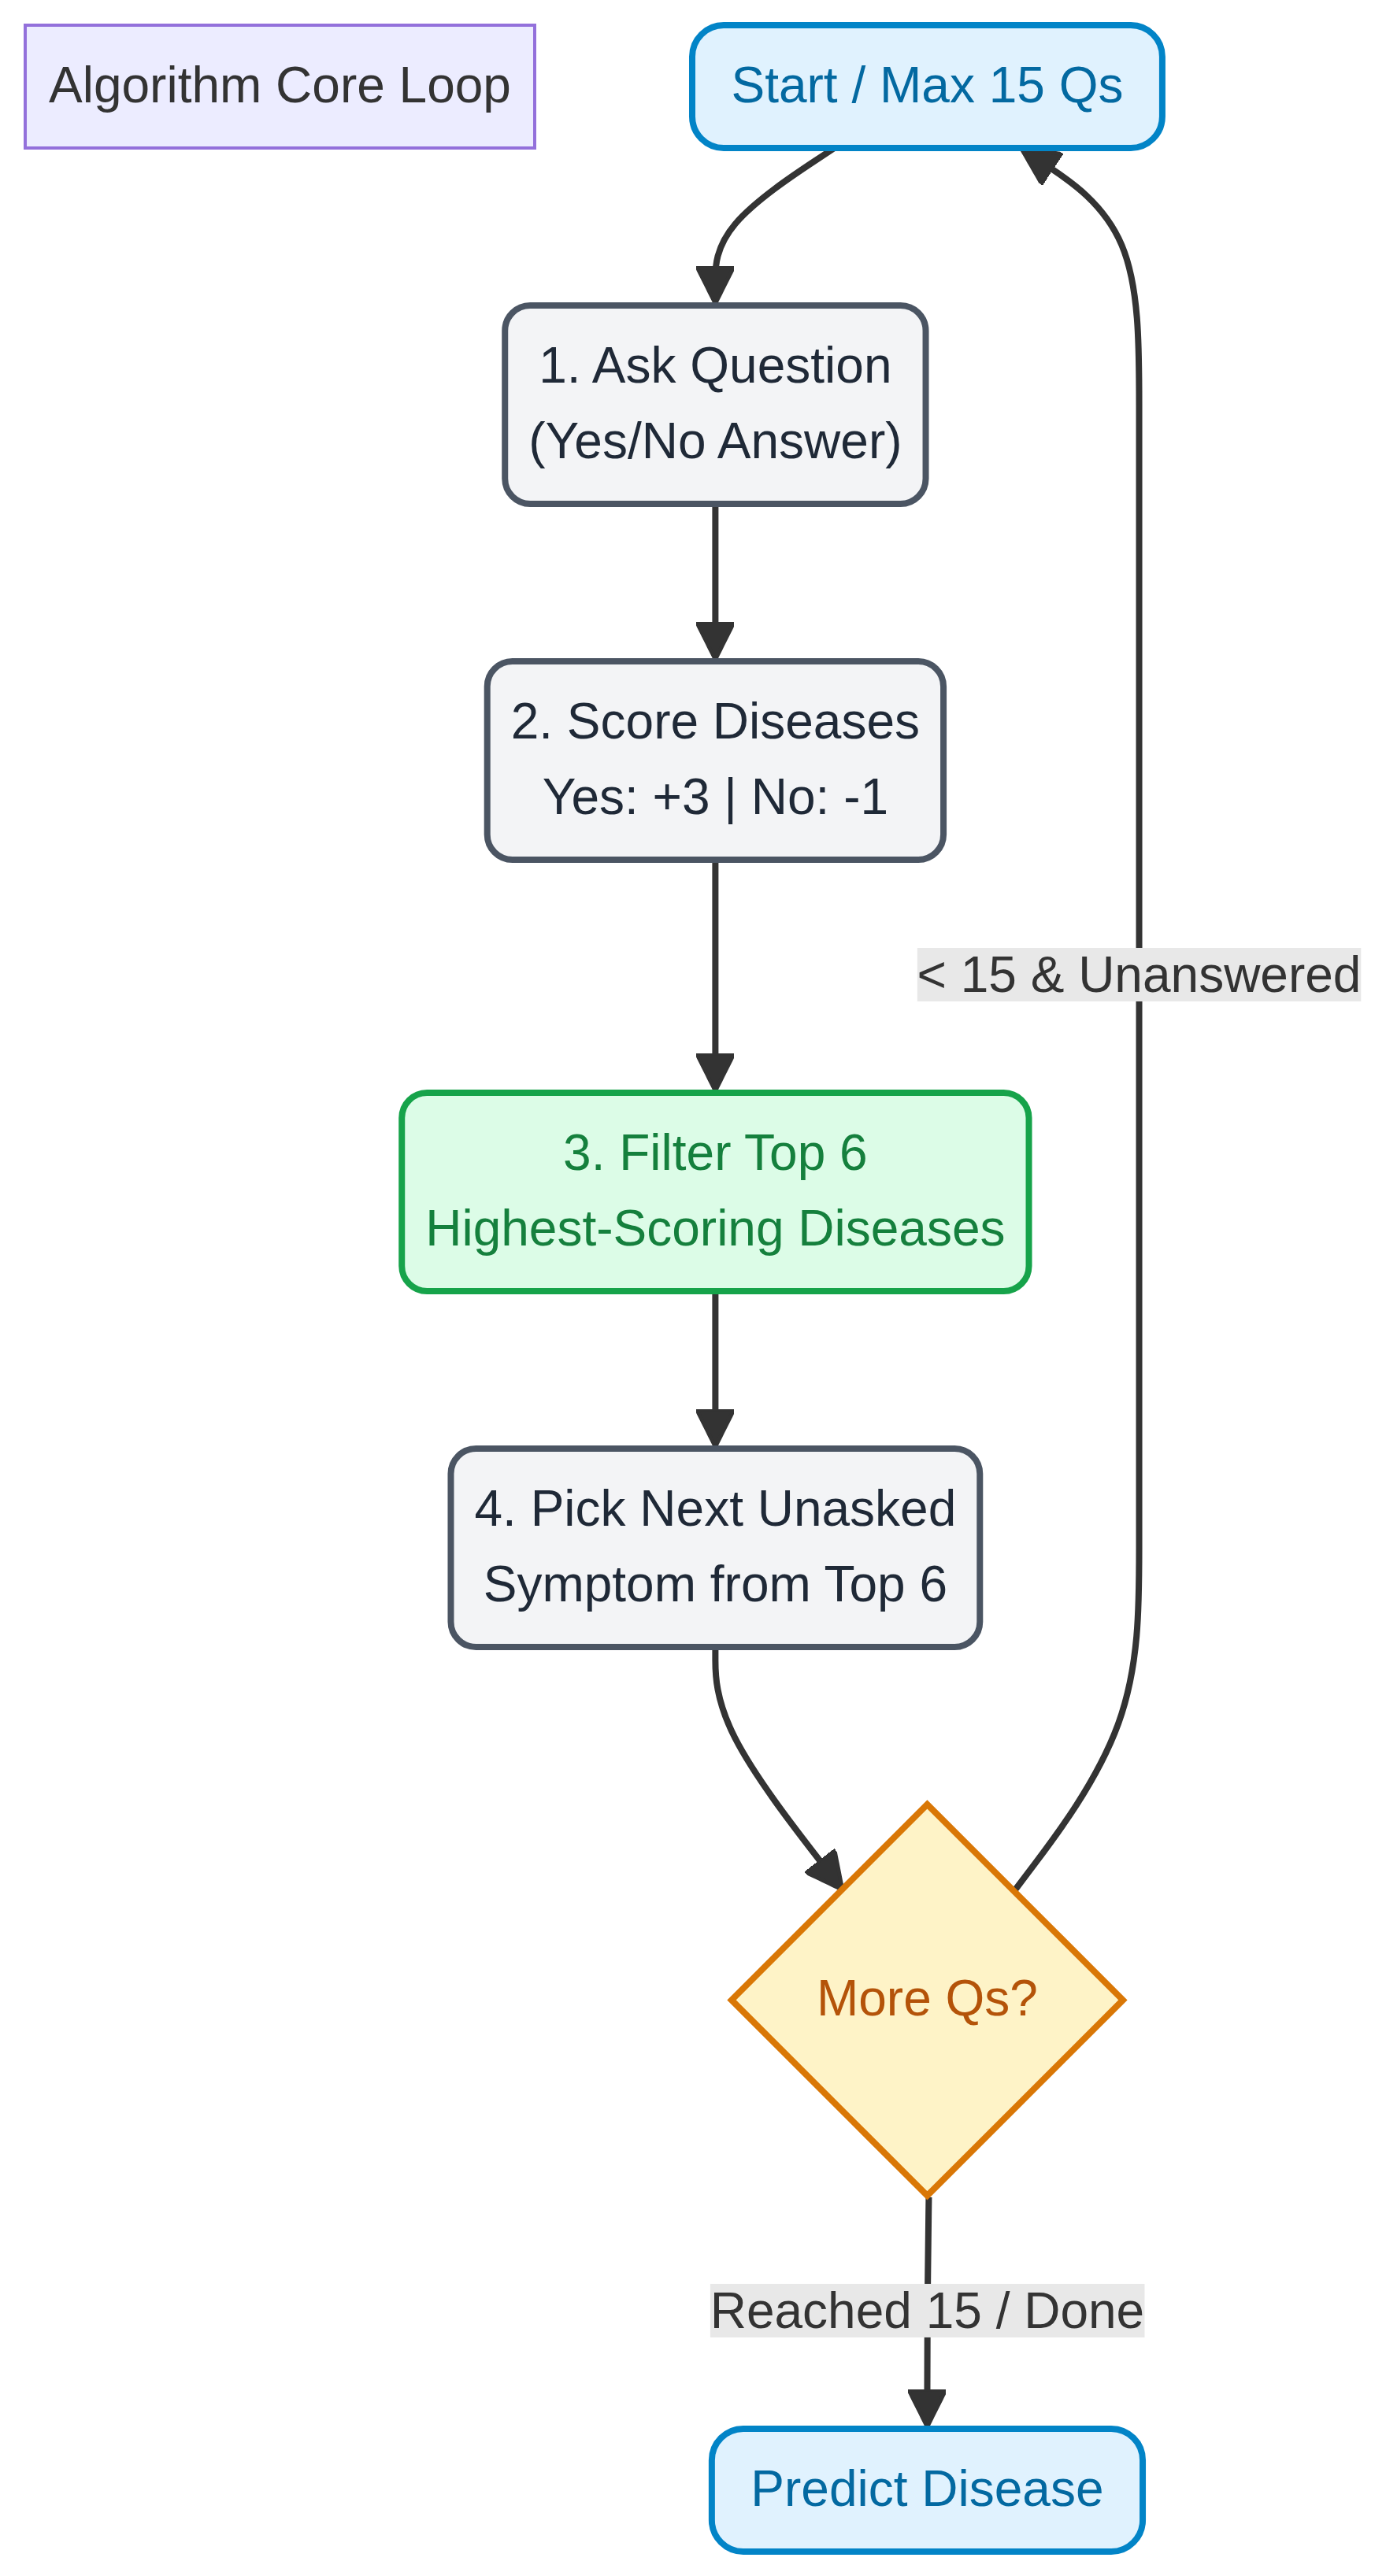 Algorithm Core Loop
Start / Max 15 Qs
1. Ask Question
(Yes/No Answer)
2. Score Diseases
Yes: +3 | No: -1
< 15 & Unanswered
3. Filter Top 6
Highest-Scoring Diseases
4. Pick Next Unasked
Symptom from Top 6
More Qs?
Reached 15 / Done
Predict Disease